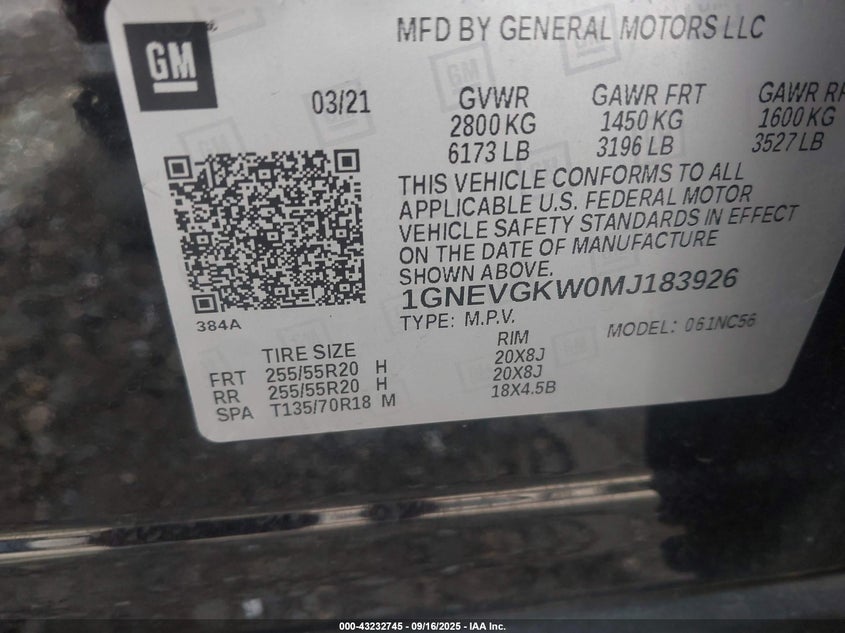 GM
MFD BY GENERAL MOTORS LLC
03/21
GVWR
2800 KG
6173 LB
GAWR FRT
1450 KG
3196 LB
GAWR R
1600 KG
3527 LB
THIS VEHICLE CONFORMS TO ALL
APPLICABLE U.S. FEDERAL MOTOR
VEHICLE SAFETY STANDARDS IN EFFECT
ON THE DATE OF MANUFACTURE
SHOWN ABOVE.
1GNEVGKW0MJ183926
TYPE: M.P.V.
MODEL: 061NC56
384A
TIRE SIZE
RIM
FRT 255/55R20 H 20X8J
RR 255/55R20 H 20X8J
SPA T135/70R18 M 18X4.5B
000-43232745 - 09/16/2025 - IAA Inc.